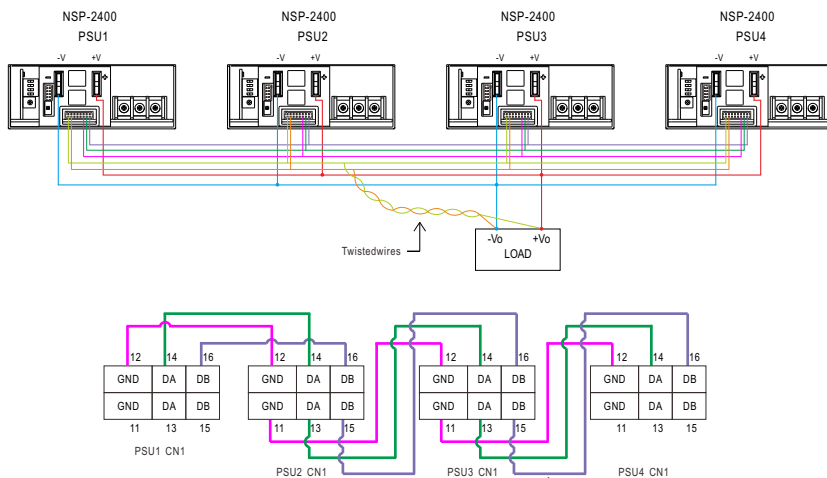 NSP-2400 NSP-2400 NSP-2400 NSP-2400
PSU1 PSU2 PSU3 PSU4
-V +V -V +V -V +V -V +V
-Vo +Vo
Twistedwires LOAD
12 14 16 12 14 16 12 14 16 12 14 16
GND DA DB GND DA DB GND DA DB GND DA DB
GND DA DB GND DA DB GND DA DB GND DA DB
11 13 15 11 13 15 11 13 15 11 13 15
PSU1 CN1
PSU2 CN1 PSU3 CN1 PSU4 CN1